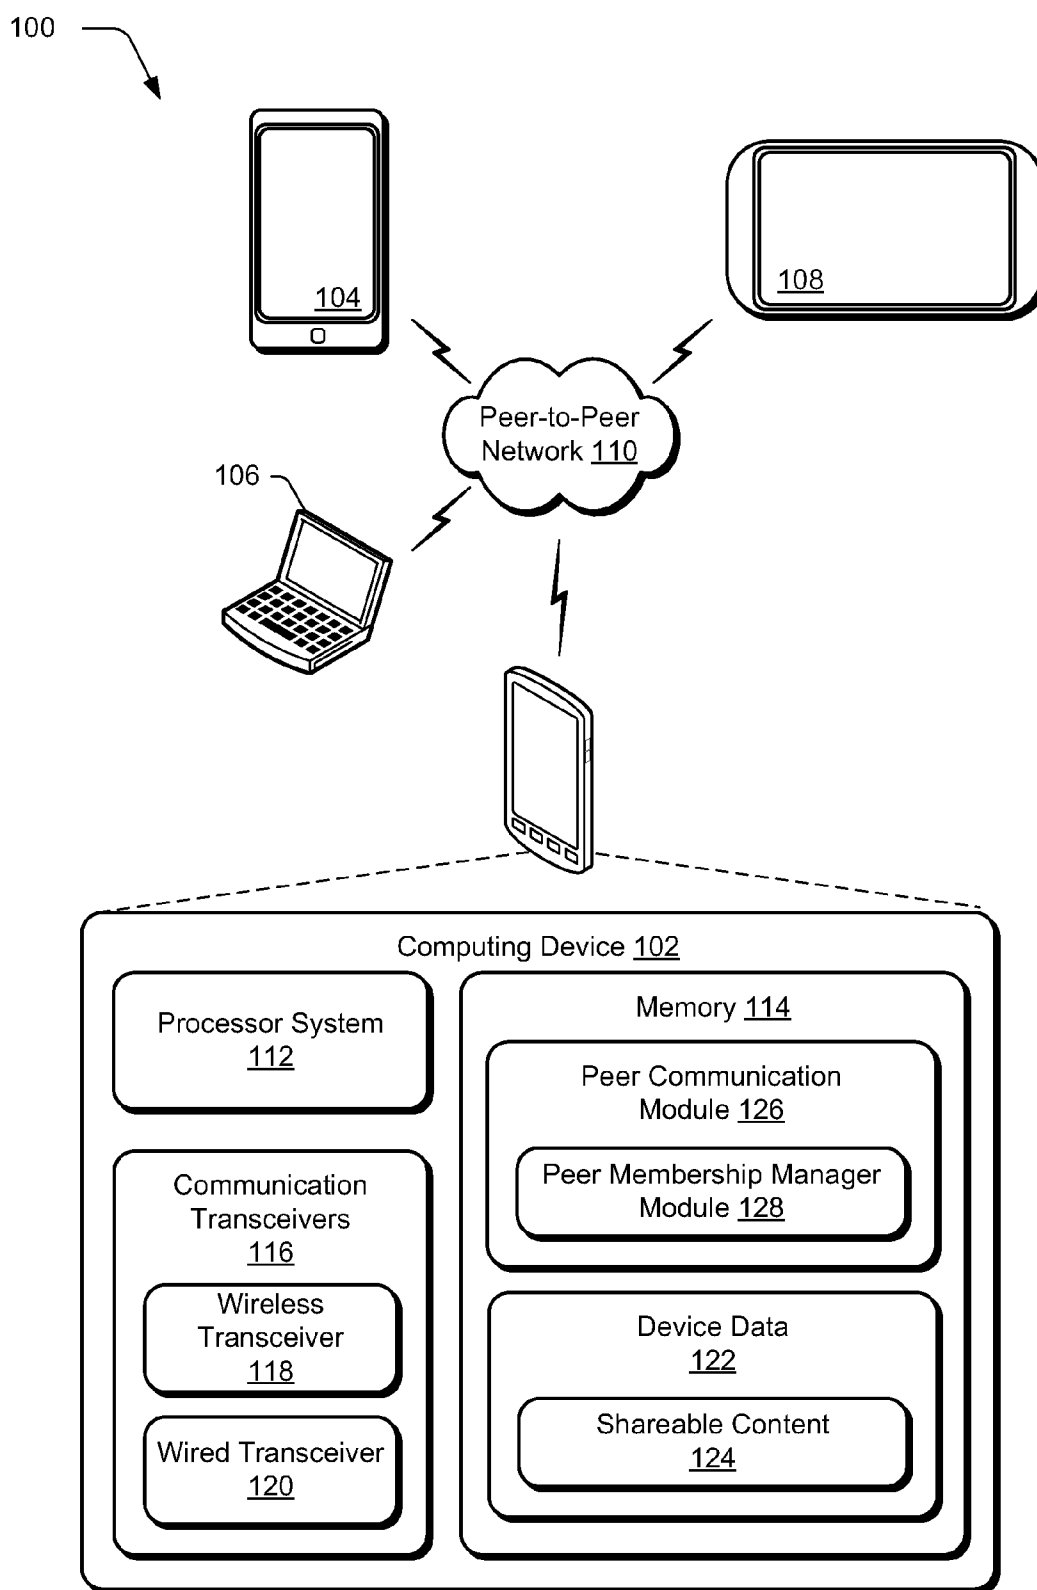 100
104
108
Peer-to-Peer
Network 110
106
Computing Device 102
Processor System
112
Communication
Transceivers
116
Wireless
Transceiver
118
Wired Transceiver
120
Memory 114
Peer Communication
Module 126
Peer Membership Manager
Module 128
Device Data
122
Shareable Content
124